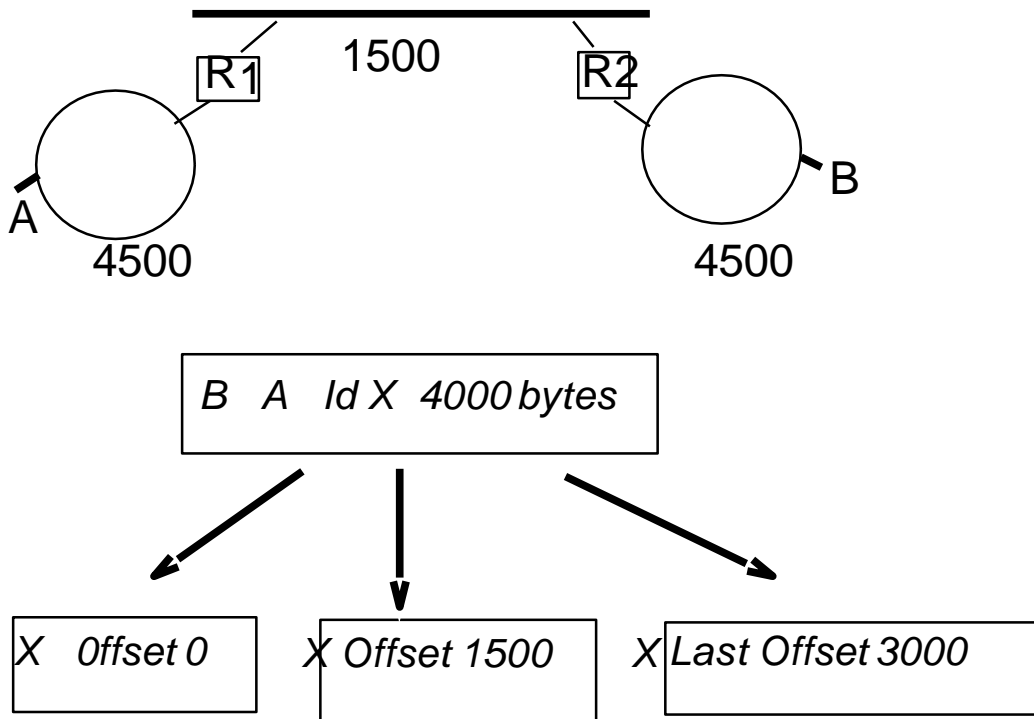 1500
R1
R2
A
B
4500
4500
B A Id X 4000 bytes
X 0ffset 0
X Offset 1500
X Last Offset 3000